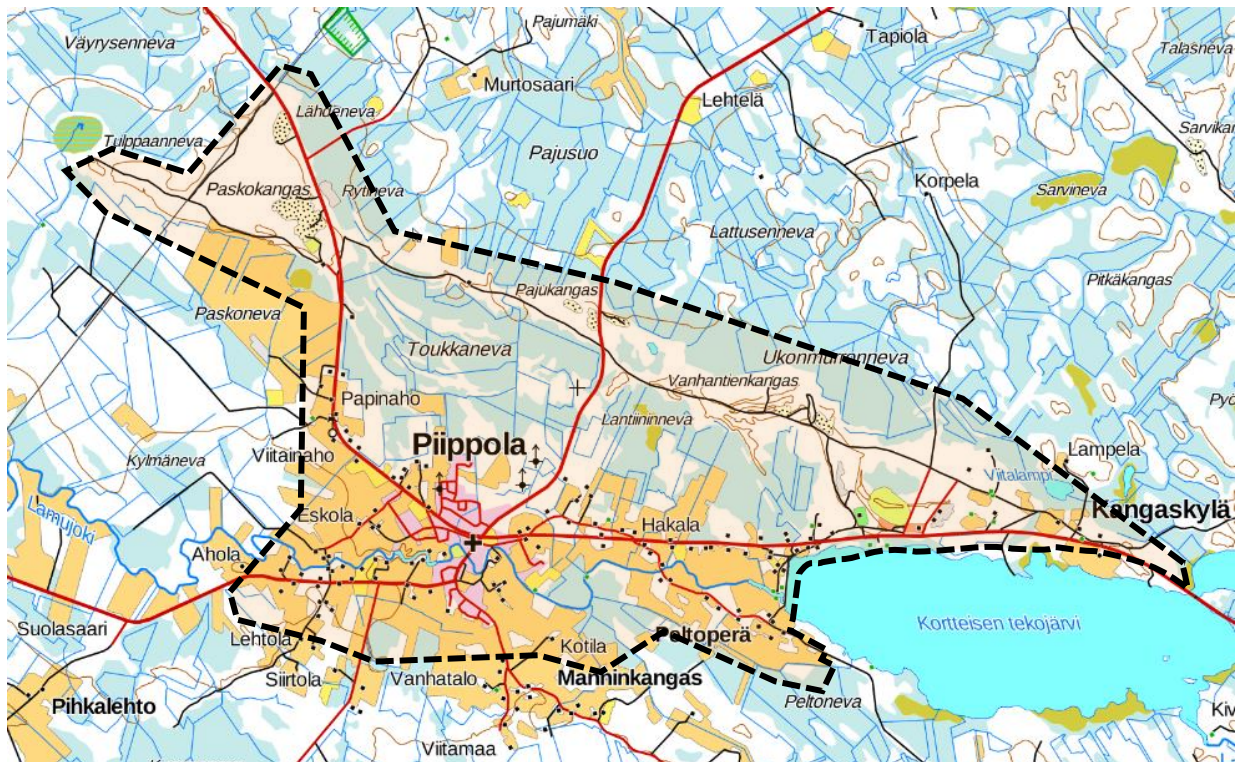 Väyrysenneva
Pajumäki
Tapiola
Talasneva
Murtosaari
Lehtelä
Lähdeneva
Tulppaanneva
Pajusuo
Paskokangas
Rytineva
Korpela
Sarvineva
Lattusenneva
Pitkäkangas
Pajukangas
Paskoneva
Toukkaneva
Ukonmurronneva
Vanhantienkangas
Papinaho
Lantiininneva
Piippola
Viitainaho
Kylmäneva
Lampela
Viitalampi
Lamujoki
Eskola
Hakala
Kangaskylä
Ahola
Suolasaari
Lehtola
Kotila
Peltoperä
Kortteisen tekojärvi
Siirtola
Vanhatalo
Manninkangas
Peltoneva
Pihkalehto
Viitamaa